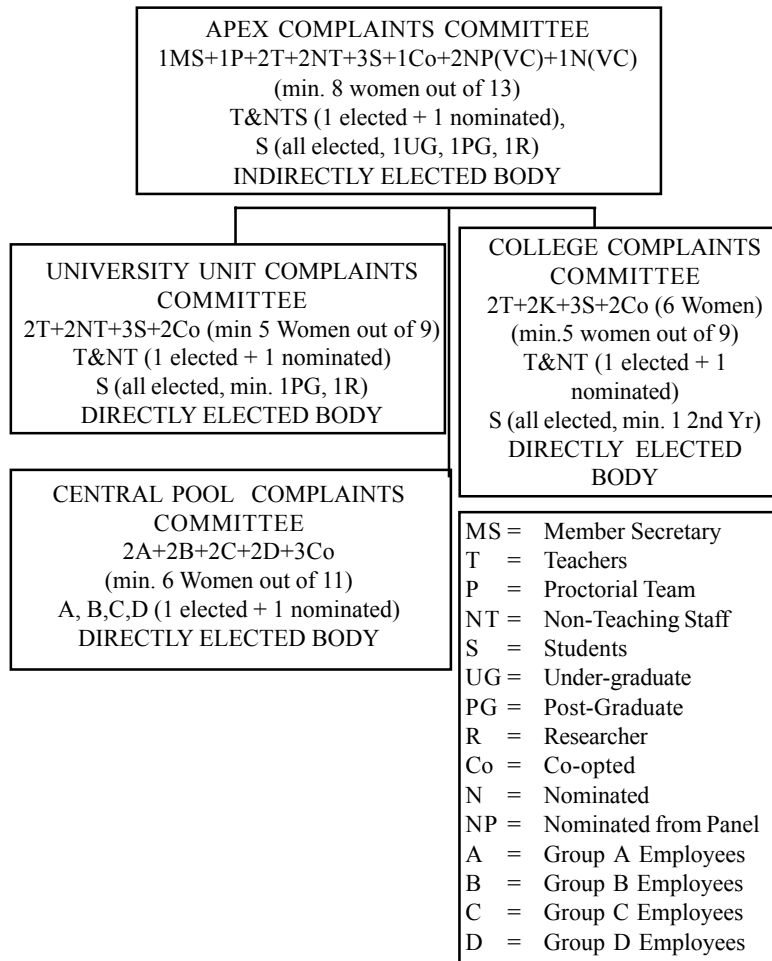 APEX COMPLAINTS COMMITTEE
1MS+1P+2T+2NT+3S+1Co+2NP(VC)+1N(VC)
(min. 8 women out of 13)
T&NTS (1 elected + 1 nominated),
S (all elected, 1UG, 1PG, 1R)
INDIRECTLY ELECTED BODY
UNIVERSITY UNIT COMPLAINTS
COMMITTEE
2T+2NT+3S+2Co (min 5 Women out of 9)
T&NT (1 elected + 1 nominated)
S (all elected, min. 1PG, 1R)
DIRECTLY ELECTED BODY
COLLEGE COMPLAINTS
COMMITTEE
2T+2K+3S+2Co (6 Women)
(min.5 women out of 9)
T&NT (1 elected + 1
nominated)
S (all elected, min. 1 2nd Yr)
DIRECTLY ELECTED
BODY
CENTRAL POOL COMPLAINTS
COMMITTEE
2A+2B+2C+2D+3Co
(min. 6 Women out of 11)
A, B,C,D (1 elected + 1 nominated)
DIRECTLY ELECTED BODY
MS = Member Secretary
T = Teachers
P = Proctorial Team
NT = Non-Teaching Staff
S = Students
UG = Under-graduate
PG = Post-Graduate
R = Researcher
Co = Co-opted
N = Nominated
NP = Nominated from Panel
A = Group A Employees
B = Group B Employees
C = Group C Employees
D = Group D Employees